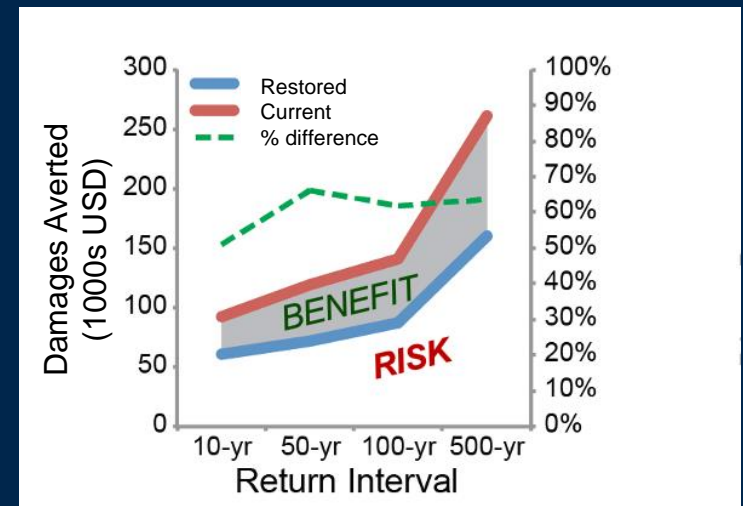 Damages Averted
(1000s USD)
300
250
200
150
100
50
0
Restored
Current
% difference
BENEFIT
RISK
100%
90%
80%
70%
60%
50%
40%
30%
20%
10%
0%
10-yr 50-yr 100-yr 500-yr
Return Interval